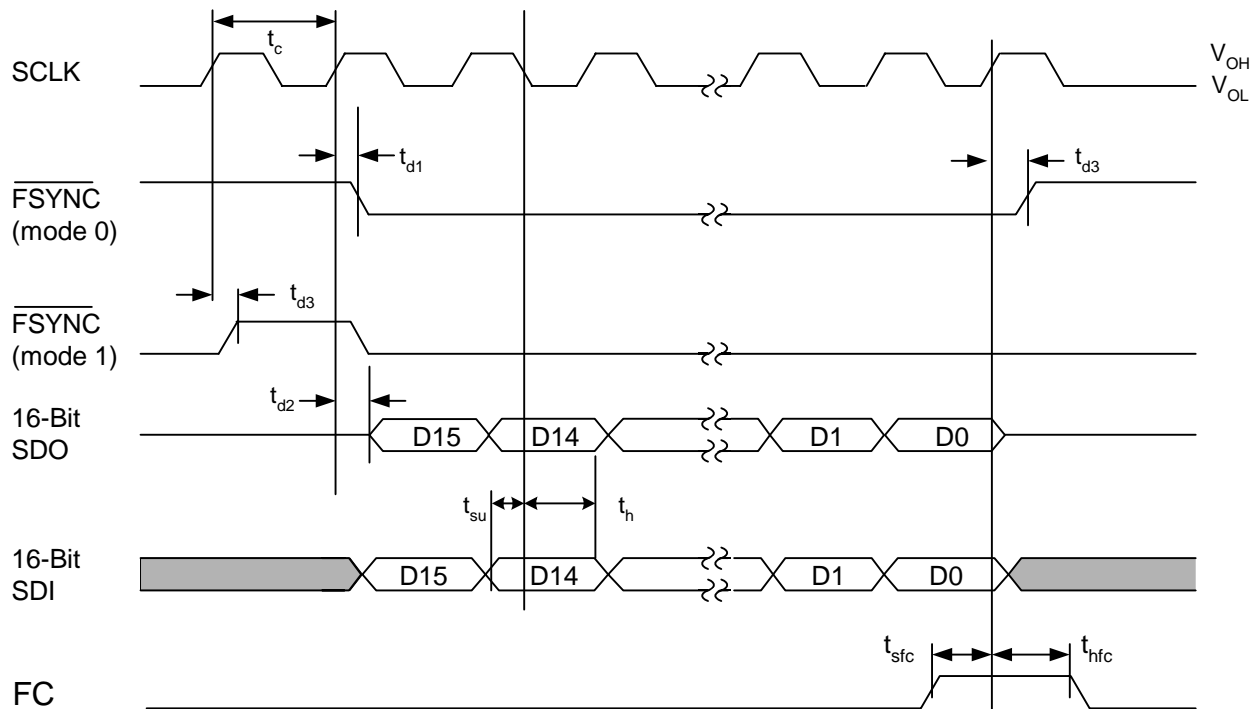 t_c
SCLK
V_OH
V_OL
t_d1
t_d3
FSYNC
(mode 0)
t_d3
FSYNC
(mode 1)
t_d2
16-Bit
SDO
D15 D14 D1 D0
t_su t_h
16-Bit
SDI
D15 D14 D1 D0
t_sfc t_hfc
FC